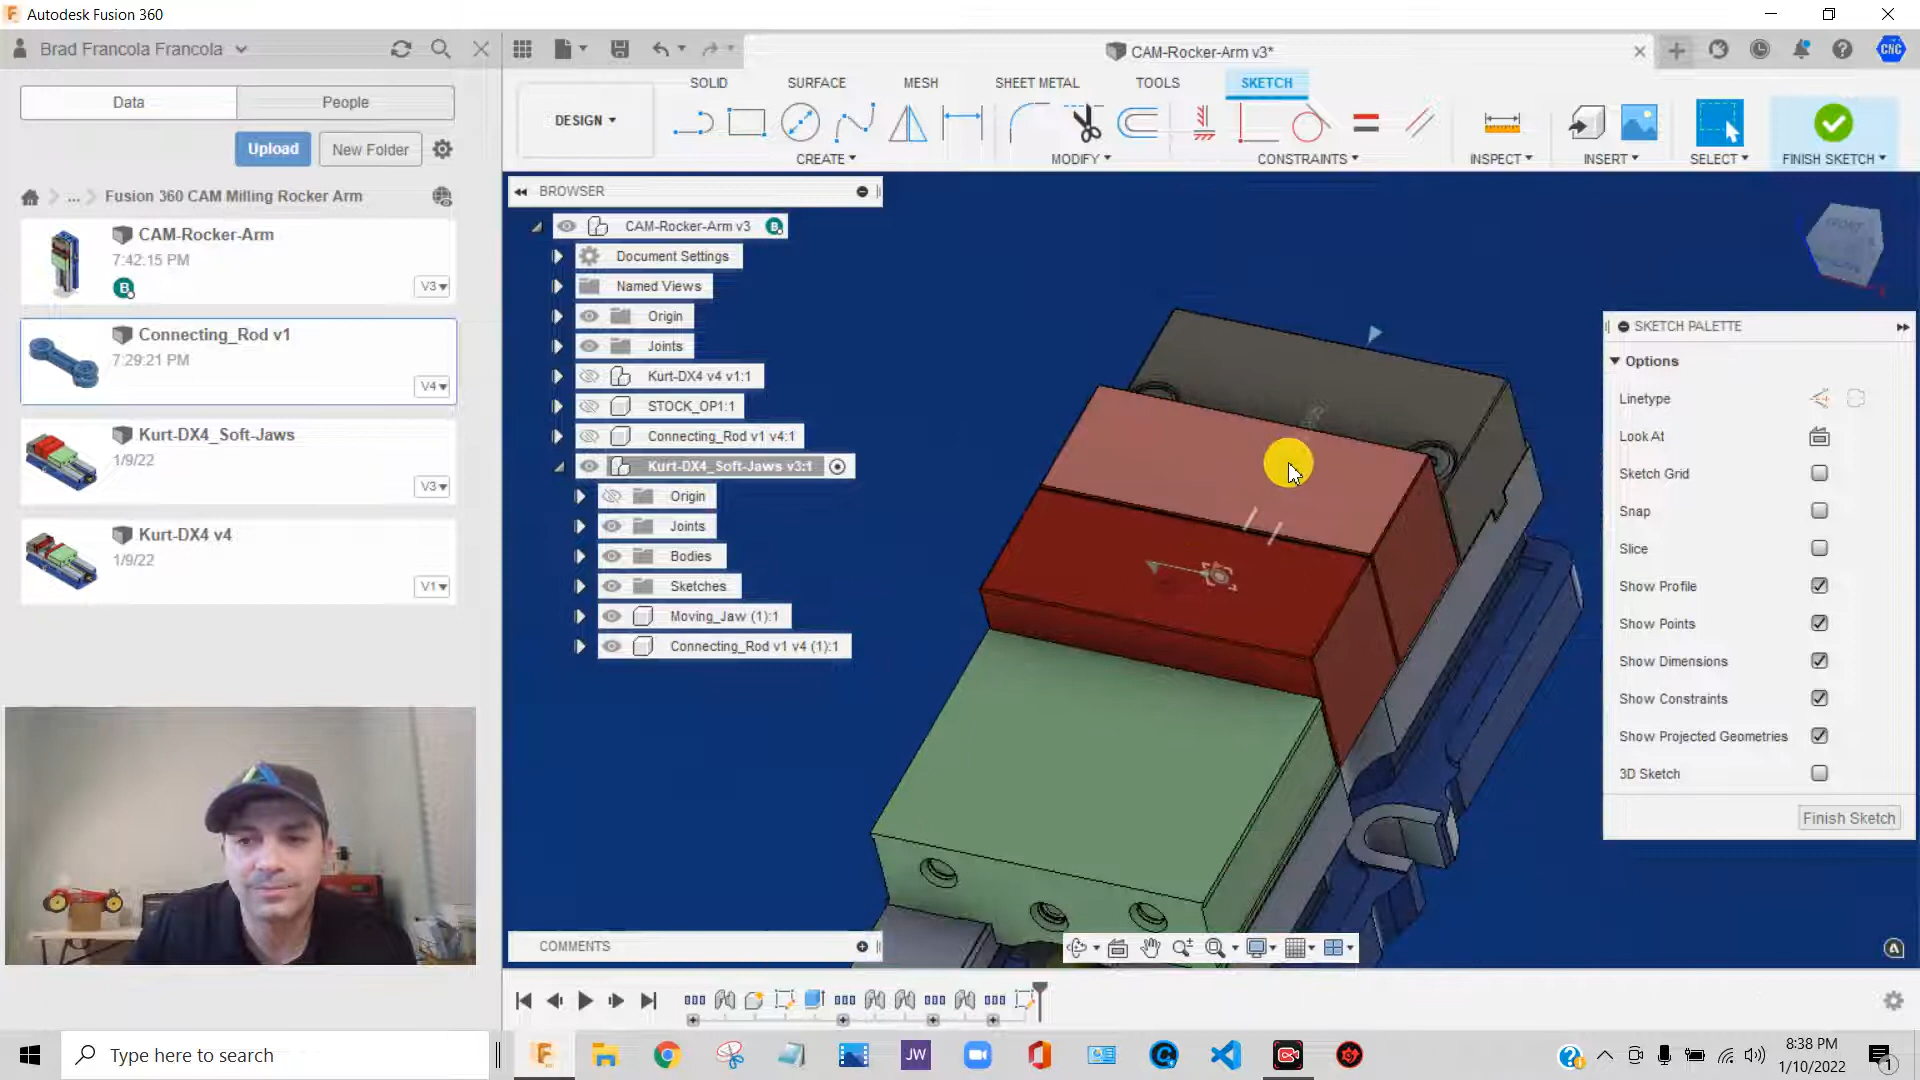 Autodesk Fusion 360
Brad Francola Francola
Data
People
Upload
New Folder
... Fusion 360 CAM Milling Rocker Arm
CAM-Rocker-Arm
7:42:15 PM
V3
Connecting_Rod v1
7:29:21 PM
V4
Kurt-DX4_Soft-Jaws
1/9/22
V3
Kurt-DX4 v4
1/9/22
V1
CAM-Rocker-Arm v3*
CNC
SOLID
SURFACE
MESH
SHEET METAL
TOOLS
SKETCH
DESIGN
CREATE
MODIFY
CONSTRAINTS
INSPECT
INSERT
SELECT
FINISH SKETCH
BROWSER
CAM-Rocker-Arm v3
Document Settings
Named Views
Origin
Joints
Kurt-DX4 v4 v1:1
STOCK_OP1:1
Connecting_Rod v1 v4:1
Kurt-DX4_Soft-Jaws v3:1
Origin
Joints
Bodies
Sketches
Moving_Jaw (1):1
Connecting_Rod v1 v4 (1):1
SKETCH PALETTE
Options
Linetype
Look At
Sketch Grid
Snap
Slice
Show Profile
Show Points
Show Dimensions
Show Constraints
Show Projected Geometries
3D Sketch
Finish Sketch
COMMENTS
Type here to search
JW
8:38 PM
1/10/2022
1